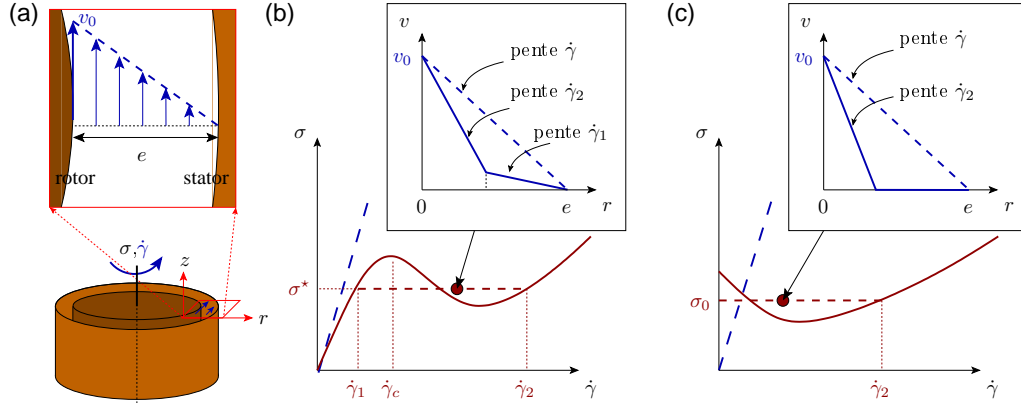 (a)
v₀
e
rotor
stator
σ,γ̇
z
r
(b)
v
v₀
pente γ̇
pente γ̇₂
pente γ̇₁
0
e
r
σ
σ⋆
γ̇₁
γ̇c
γ̇₂
γ̇
(c)
v
v₀
pente γ̇
pente γ̇₂
0
e
r
σ
σ₀
γ̇₂
γ̇